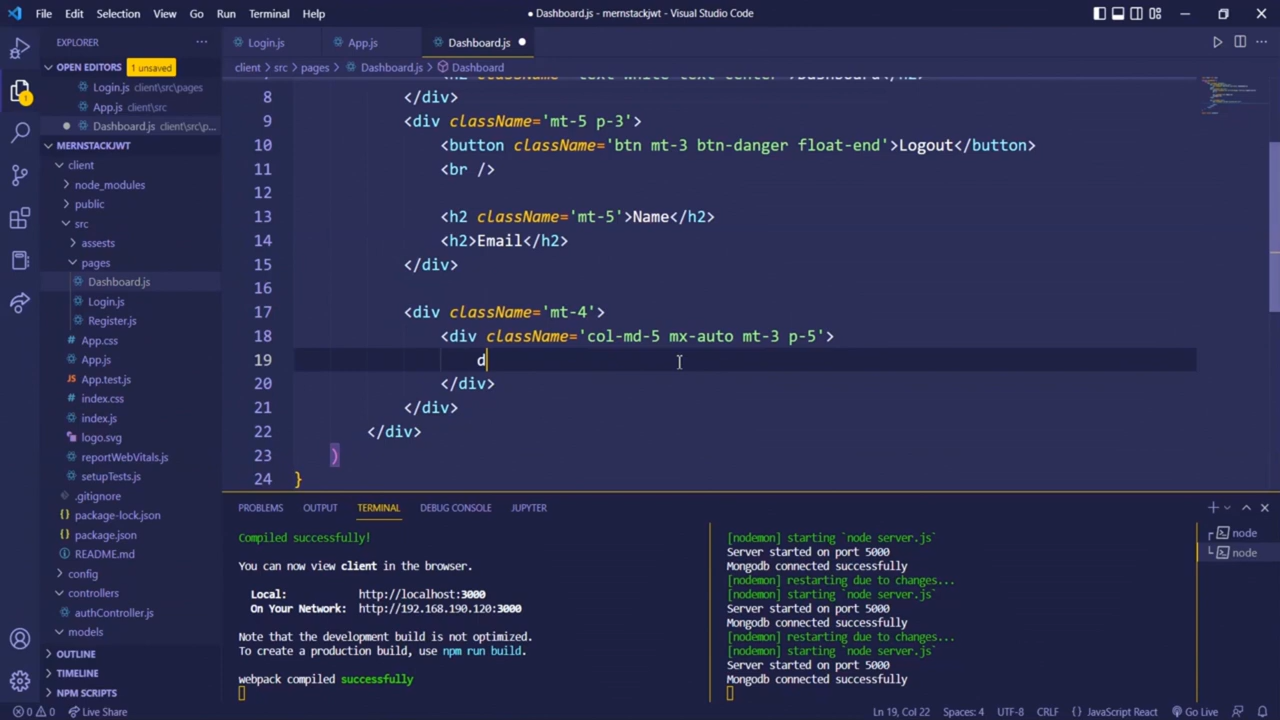 File Edit Selection View Go Run Terminal Help
● Dashboard.js - mernstackjwt - Visual Studio Code
EXPLORER ...
OPEN EDITORS 1 unsaved
Login.js client\src\pages
App.js client\src
● Dashboard.js client\src\p...
MERNSTACKJWT
client
node_modules
public
src
assests
pages
Dashboard.js
Login.js
Register.js
App.css
App.js
App.test.js
index.css
index.js
logo.svg
reportWebVitals.js
setupTests.js
.gitignore
package-lock.json
package.json
README.md
config
controllers
authController.js
models
OUTLINE
TIMELINE
NPM SCRIPTS
1
Login.js App.js Dashboard.js ●
client > src > pages > Dashboard.js > Dashboard
8 </div>
9 <div className='mt-5 p-3'>
10 <button className='btn mt-3 btn-danger float-end'>Logout</button>
11 <br />
12
13 <h2 className='mt-5'>Name</h2>
14 <h2>Email</h2>
15 </div>
16
17 <div className='mt-4'>
18 <div className='col-md-5 mx-auto mt-3 p-5'>
19 d
20 </div>
21 </div>
22 </div>
23 )
24 }
PROBLEMS OUTPUT TERMINAL DEBUG CONSOLE JUPYTER
Compiled successfully!
You can now view client in the browser.
Local: http://localhost:3000
On Your Network: http://192.168.190.120:3000
Note that the development build is not optimized.
To create a production build, use npm run build.
webpack compiled successfully
[nodemon] starting `node server.js`
Server started on port 5000
Mongodb connected successfully
[nodemon] restarting due to changes...
[nodemon] starting `node server.js`
Server started on port 5000
Mongodb connected successfully
[nodemon] restarting due to changes...
[nodemon] starting `node server.js`
Server started on port 5000
Mongodb connected successfully
node
node
0 0 Live Share
Ln 19, Col 22 Spaces: 4 UTF-8 CRLF {} JavaScript React Go Live